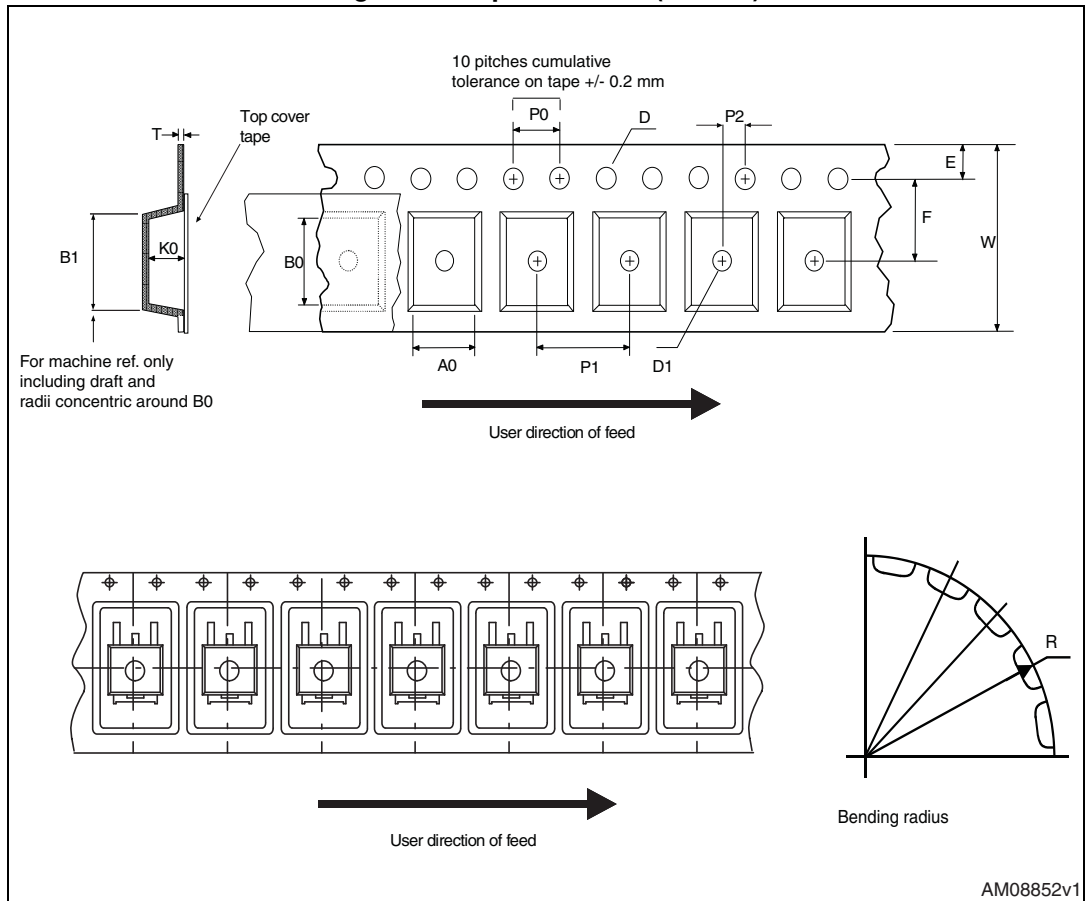 10 pitches cumulative
tolerance on tape +/- 0.2 mm
P0
D
P2
T
Top cover
tape
E
F
W
B1
K0
B0
For machine ref. only
including draft and
radii concentric around B0
A0
P1
D1
User direction of feed
R
Bending radius
User direction of feed
AM08852v1